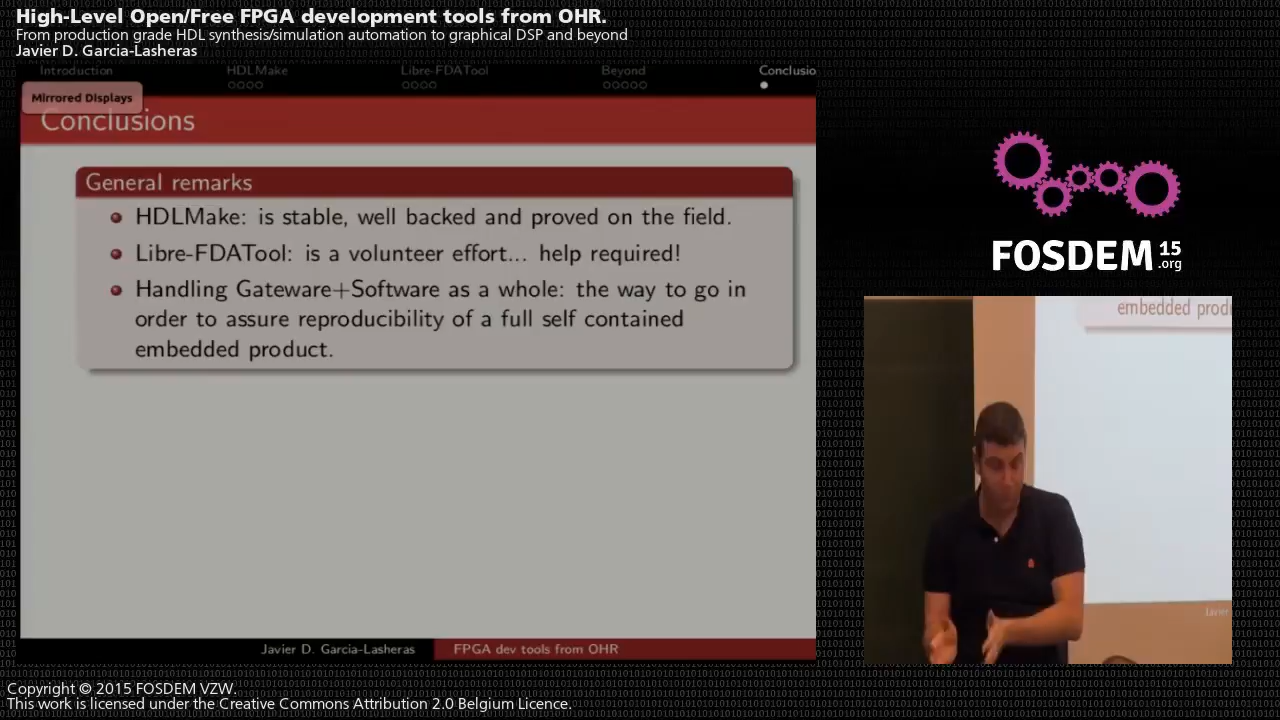 High-Level Open/Free FPGA development tools from OHR.
From production grade HDL synthesis/simulation automation to graphical DSP and beyond
Javier D. Garcia-Lasheras
Introduction HDLMake Libre-FDATool Beyond Conclusio
Mirrored Displays
Conclusions
General remarks
HDLMake: is stable, well backed and proved on the field.
Libre-FDATool: is a volunteer effort... help required!
Handling Gateware+Software as a whole: the way to go in
order to assure reproducibility of a full self contained
embedded product.
Javier D. Garcia-Lasheras FPGA dev tools from OHR
FOSDEM 15
.org
embedded prod
Javier
Copyright © 2015 FOSDEM VZW.
This work is licensed under the Creative Commons Attribution 2.0 Belgium Licence.